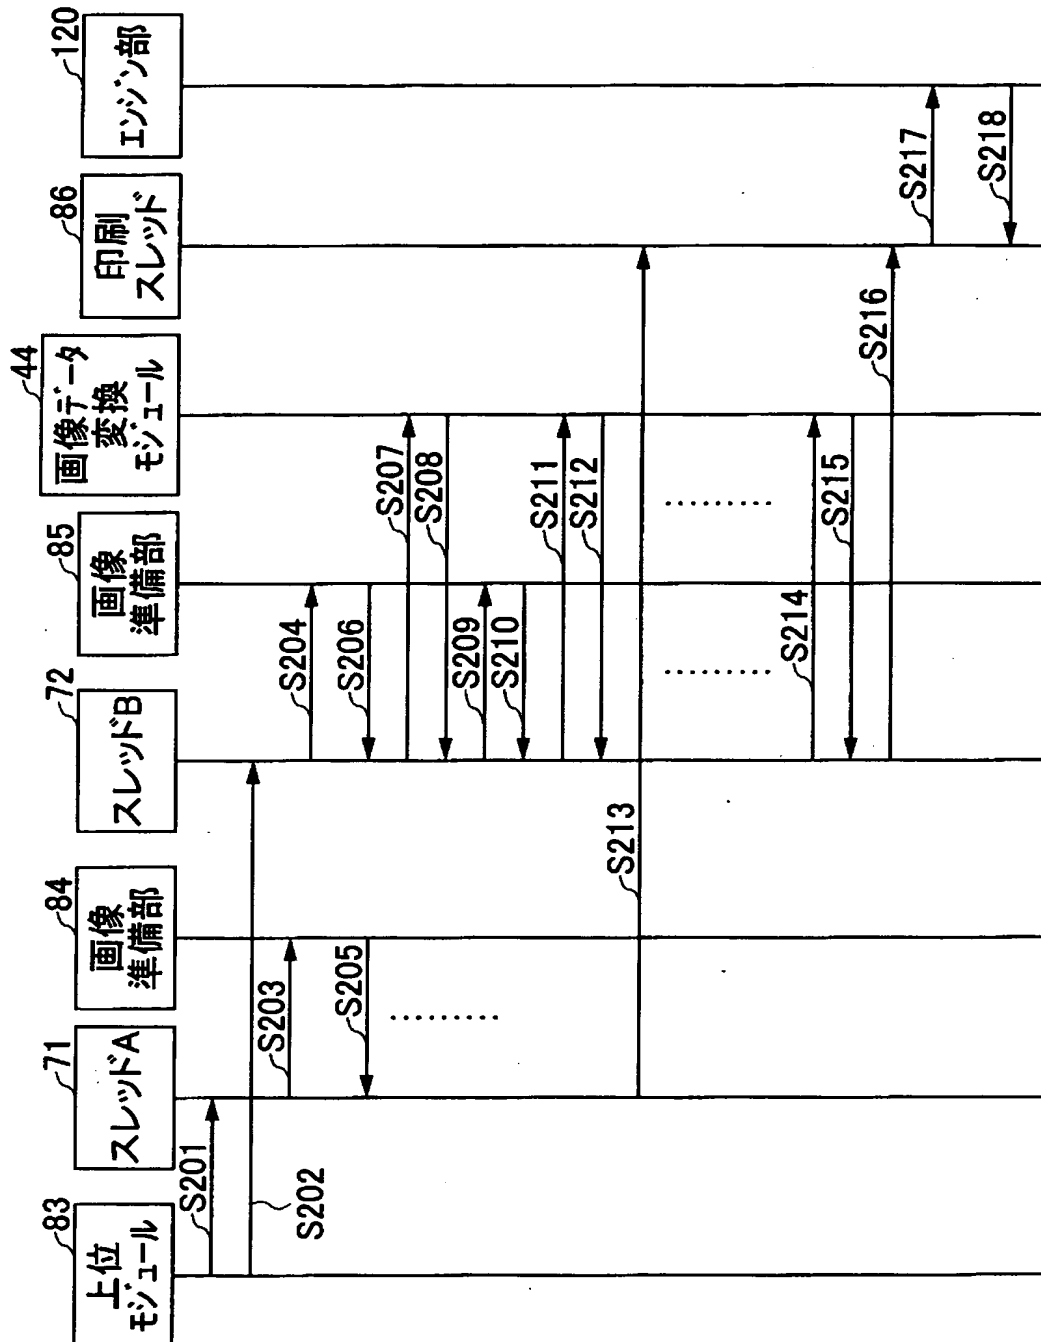 83
上位
モジュール
71
スレッドA
84
画像
準備部
72
スレッドB
85
画像
準備部
44
画像データ
変換
モジュール
86
印刷
スレッド
120
エンジン部
S201
S202
S203
S204
S205
S206
S207
S208
S209
S210
S211
S212
S213
S214
S215
S216
S217
S218